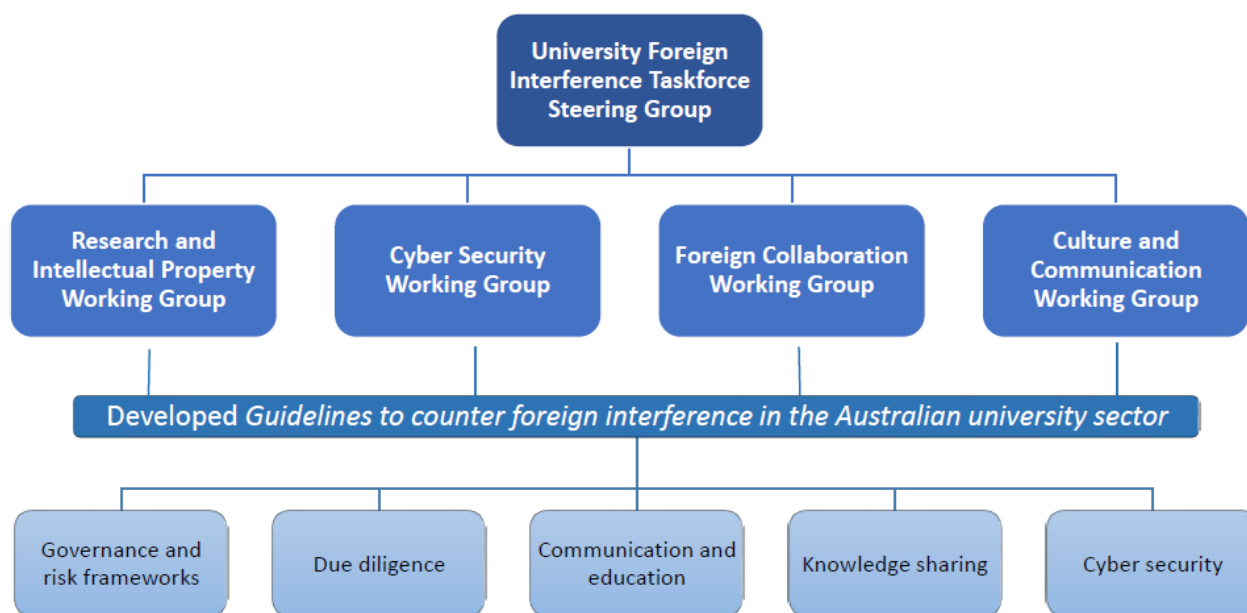 University Foreign
Interference Taskforce
Steering Group
Research and
Intellectual Property
Working Group
Cyber Security
Working Group
Foreign Collaboration
Working Group
Culture and
Communication
Working Group
Developed Guidelines to counter foreign interference in the Australian university sector
Governance and
risk frameworks
Due diligence
Communication and
education
Knowledge sharing
Cyber security